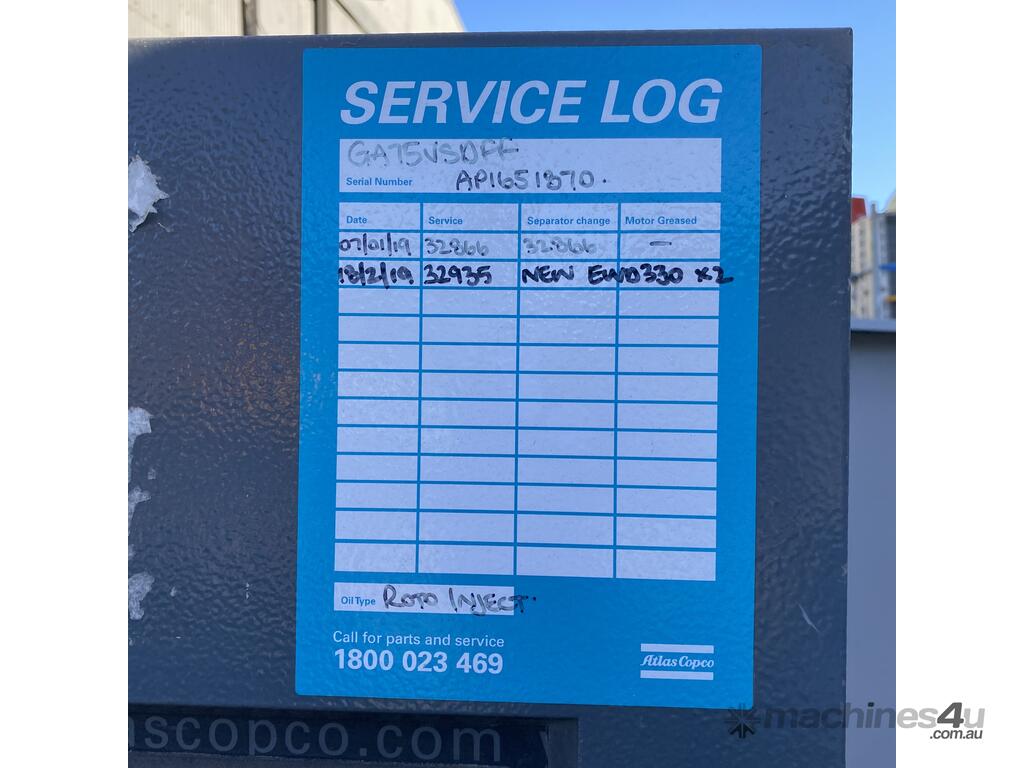 SERVICE LOG
GA75VSDFF
Serial Number API651870.
Date Service Separator change Motor Greased
07/01/19 32866 32866 —
18/2/19 32935 NEW EWD330 x2
Oil Type ROTO INJECT.
Call for parts and service
1800 023 469
Atlas Copco
scopco.com
machines4u
.com.au